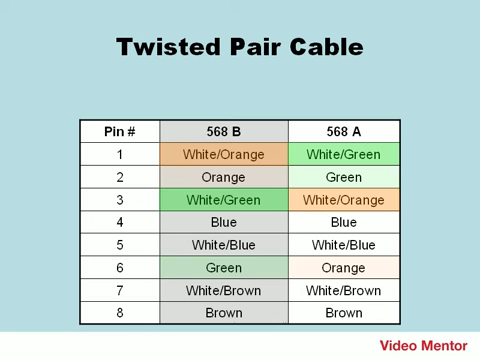 Twisted Pair Cable
Pin # 568 B 568 A
1 White/Orange White/Green
2 Orange Green
3 White/Green White/Orange
4 Blue Blue
5 White/Blue White/Blue
6 Green Orange
7 White/Brown White/Brown
8 Brown Brown
Video Mentor